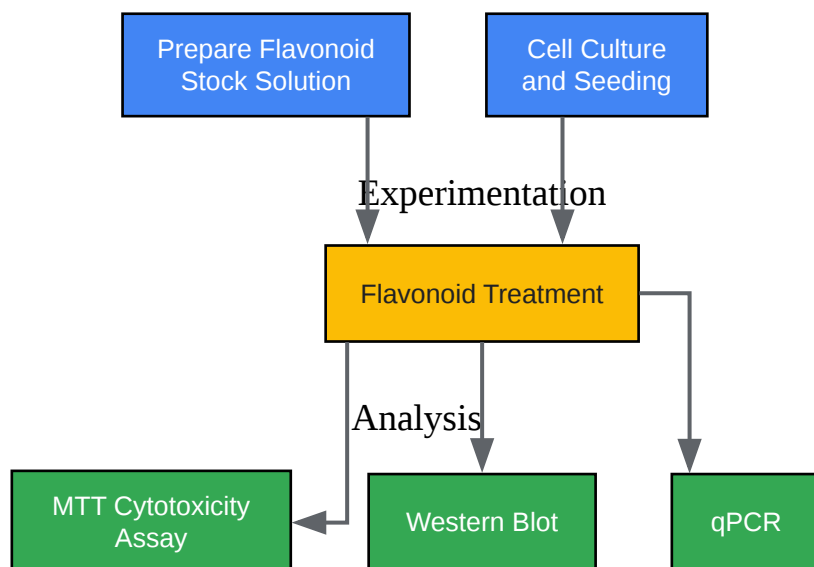 Prepare Flavonoid
Stock Solution
Cell Culture
and Seeding
Experimentation
Flavonoid Treatment
Analysis
MTT Cytotoxicity
Assay
Western Blot
qPCR